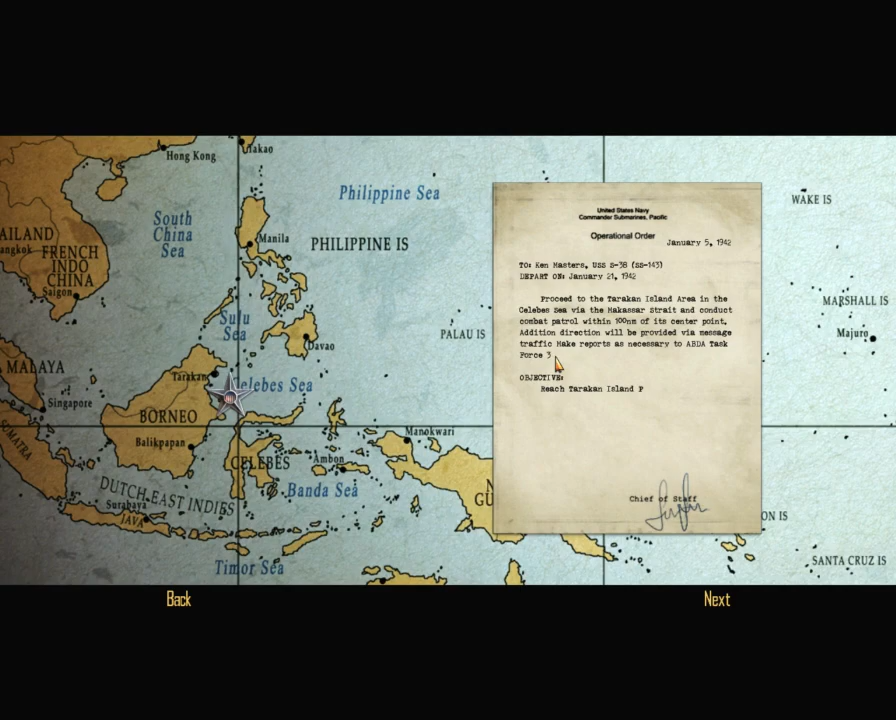 Hong Kong
Takao
Philippine Sea
WAKE IS
South
China
Sea
AILAND
angkok
FRENCH
INDO
CHINA
Saigon
Manila
PHILIPPINE IS
MARSHALL IS
Sulu
Sea
PALAU IS
Majuro
Davao
MALAYA
Tarakan
Celebes Sea
Singapore
BORNEO
SUMATRA
Manokwari
Balikpapan
CELEBES
Ambon
DUTCH EAST INDIES
Banda Sea
N
GU
Surabaya
JAVA
ON IS
Timor Sea
SANTA CRUZ IS
United States Navy
Commander Submarines, Pacific
Operational Order
January 5, 1942
TO: Ken Masters, USS S-38 (SS-143)
DEPART ON: January 21, 1942
Proceed to the Tarakan Island Area in the
Celebes Sea via the Makassar Strait and conduct
combat patrol within 100nm of its center point.
Addition direction will be provided via message
traffic Make reports as necessary to ABDA Task
Force 3
OBJECTIVE:
Reach Tarakan Island P
Chief of Staff
Back
Next